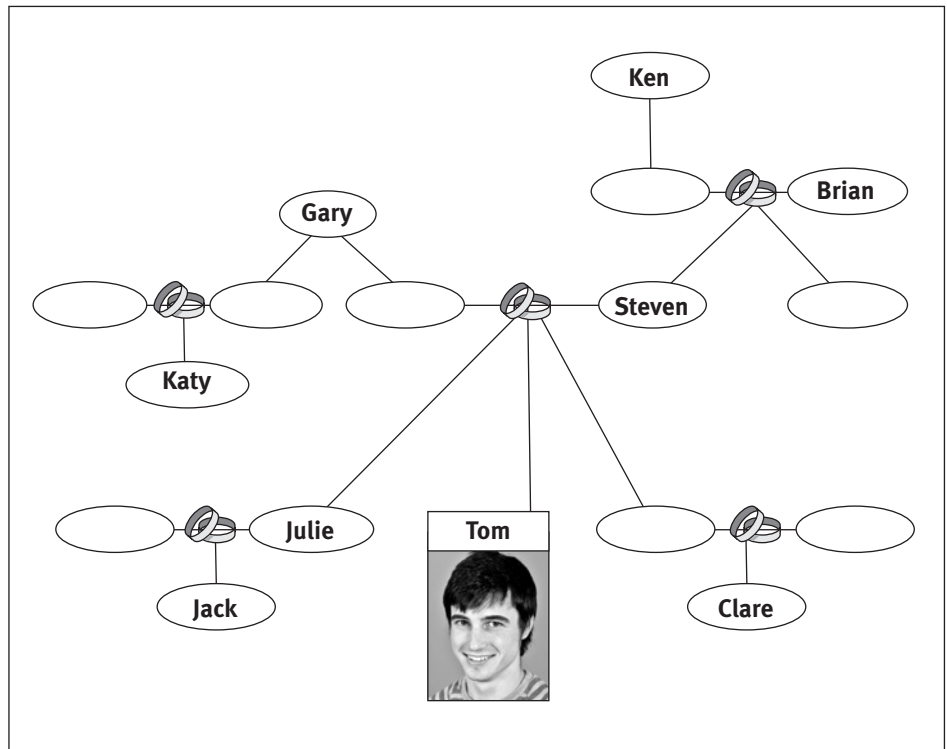 Ken
Brian
Gary
Steven
Katy
Julie
Tom
Jack
Clare